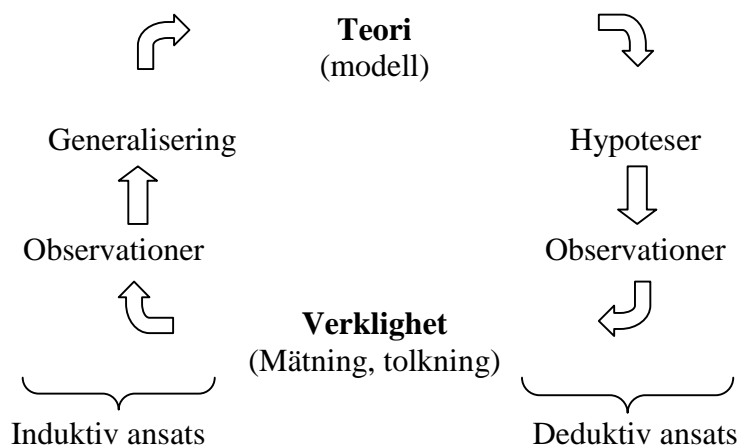 Teori
(modell)
Generalisering
Hypoteser
Observationer
Observationer
Verklighet
(Mätning, tolkning)
Induktiv ansats
Deduktiv ansats